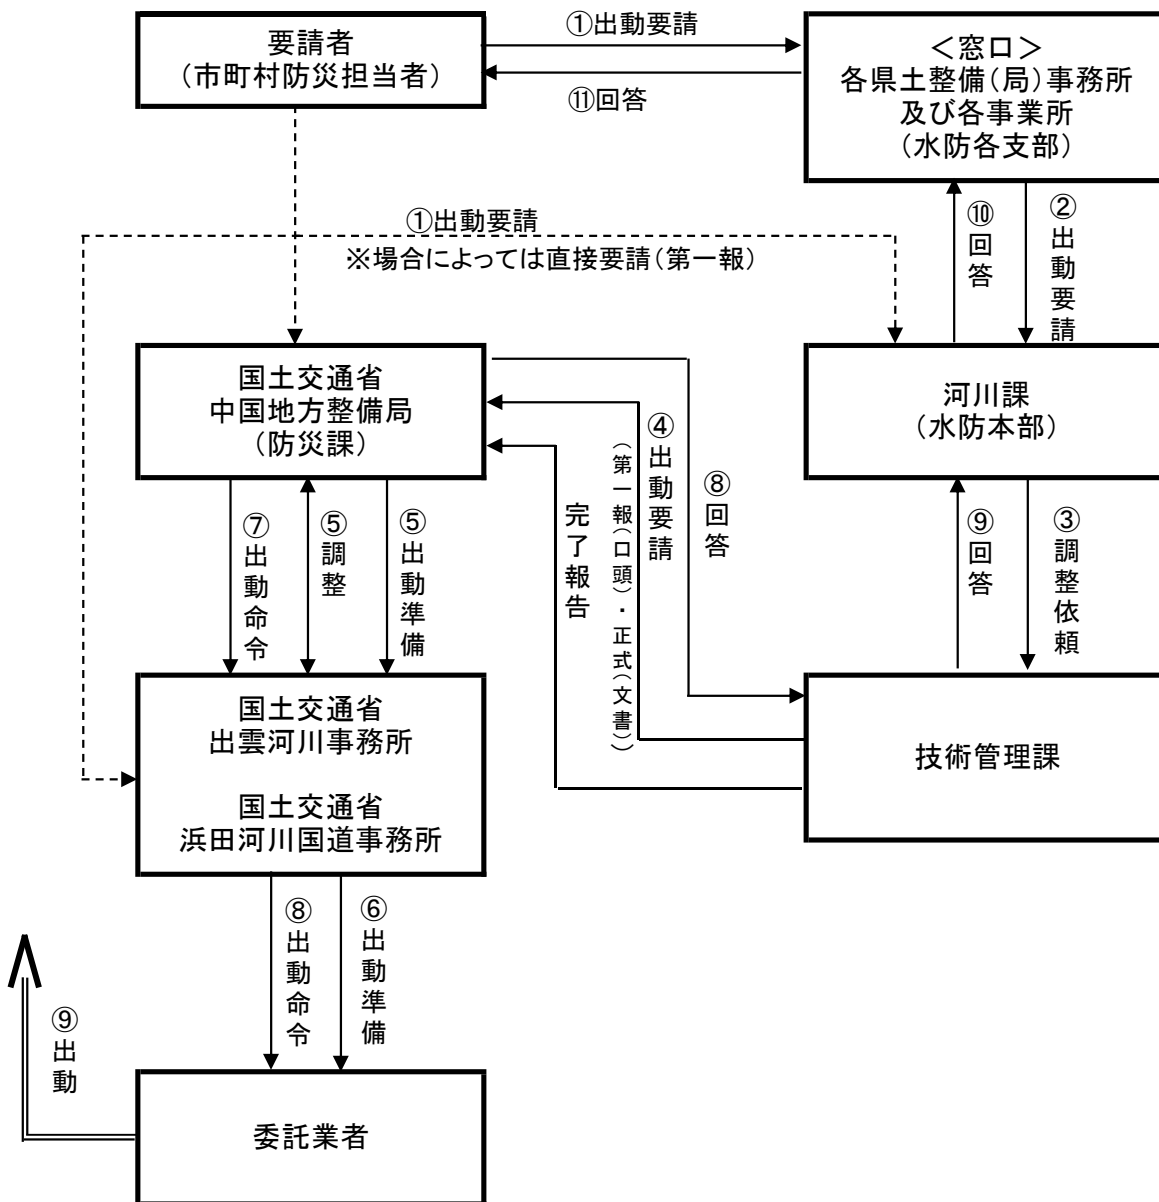 要請者
(市町村防災担当者)
①出動要請
⑪回答
＜窓口＞
各県土整備(局)事務所
及び各事業所
(水防各支部)
①出動要請
※場合によっては直接要請(第一報)
⑩回答
②出動要請
国土交通省
中国地方整備局
(防災課)
河川課
(水防本部)
⑦出動命令
⑤調整
⑤出動準備
完了報告
(第一報(口頭)・正式(文書))
④出動要請
⑧回答
⑨回答
③調整依頼
国土交通省
出雲河川事務所
国土交通省
浜田河川国道事務所
技術管理課
⑧出動命令
⑥出動準備
⑨出動
委託業者